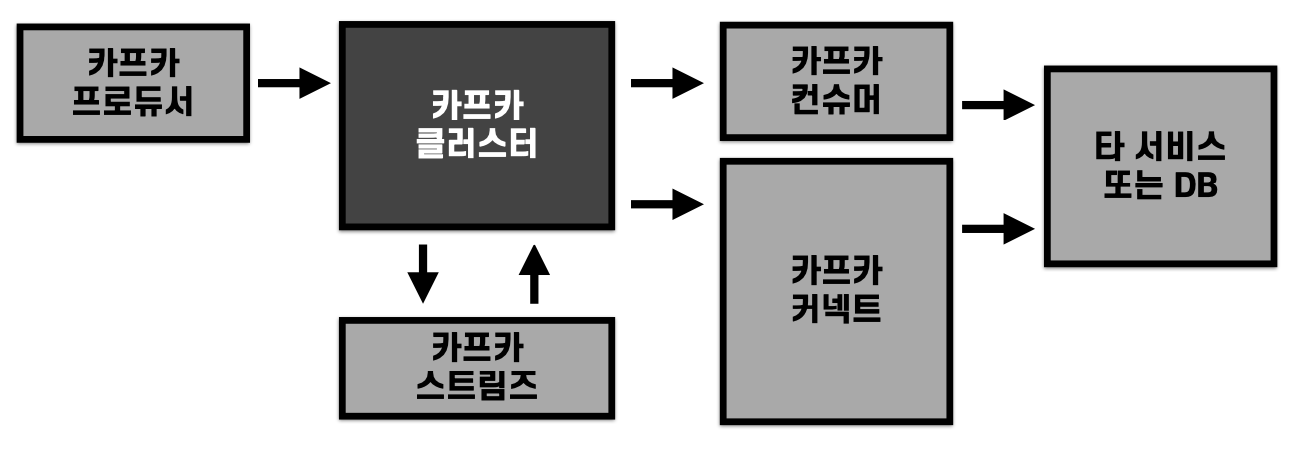 카프카
프로듀서
카프카
클러스터
카프카
스트림즈
카프카
컨슈머
카프카
커넥트
타 서비스
또는 DB